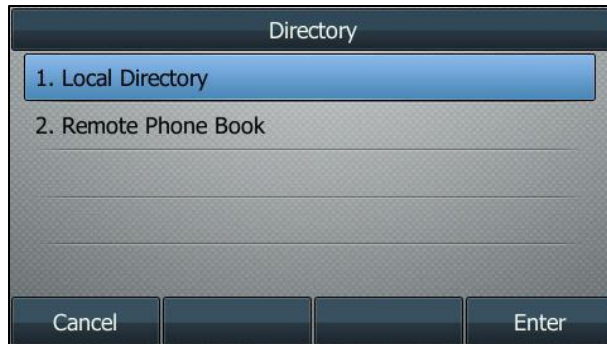 Directory
1. Local Directory
2. Remote Phone Book
Cancel Enter